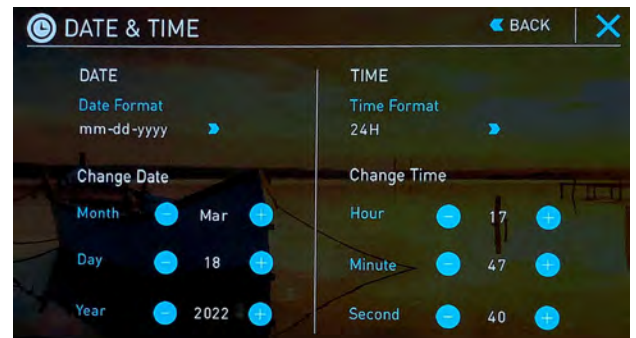 DATE & TIME
BACK
DATE
Date Format
mm-dd-yyyy
Change Date
Month - Mar +
Day - 18 +
Year - 2022 +
TIME
Time Format
24H
Change Time
Hour - 17 +
Minute - 47 +
Second - 40 +